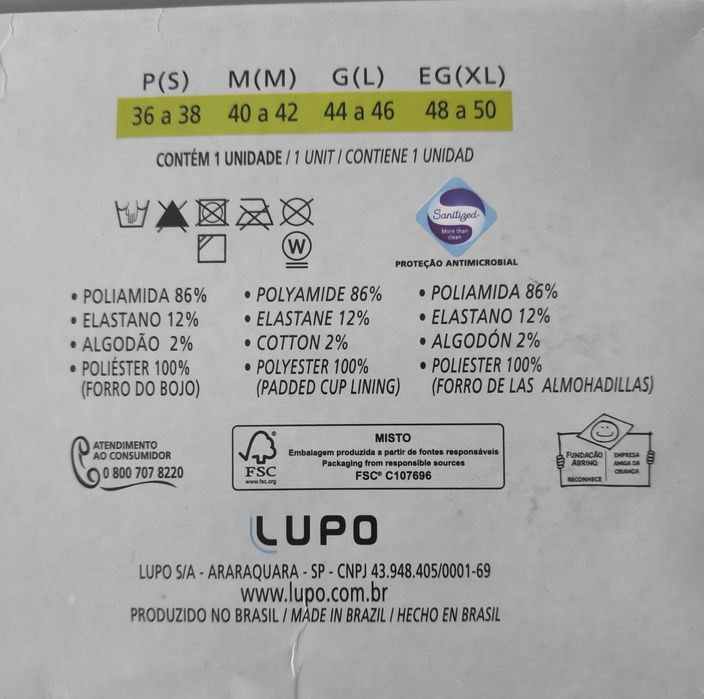 P(S) M(M) G(L) EG(XL)
36 a 38 40 a 42 44 a 46 48 a 50
CONTÉM 1 UNIDADE / 1 UNIT / CONTIENE 1 UNIDAD
W
Sanitized
More than
clean
PROTEÇÃO ANTIMICROBIAL
• POLIAMIDA 86%
• ELASTANO 12%
• ALGODÃO 2%
• POLIÉSTER 100%
(FORRO DO BOJO)
• POLYAMIDE 86%
• ELASTANE 12%
• COTTON 2%
• POLYESTER 100%
(PADDED CUP LINING)
• POLIAMIDA 86%
• ELASTANO 12%
• ALGODÓN 2%
• POLIESTER 100%
(FORRO DE LAS ALMOHADILLAS)
ATENDIMENTO
AO CONSUMIDOR
0 800 707 8220
FSC
www.fsc.org
MISTO
Embalagem produzida a partir de fontes responsáveis
Packaging from responsible sources
FSC® C107696
FUNDAÇÃO
ABRINQ
RECONHECE
EMPRESA
AMIGA DA
CRIANÇA
LUPO
LUPO S/A - ARARAQUARA - SP - CNPJ 43.948.405/0001-69
www.lupo.com.br
PRODUZIDO NO BRASIL / MADE IN BRAZIL / HECHO EN BRASIL